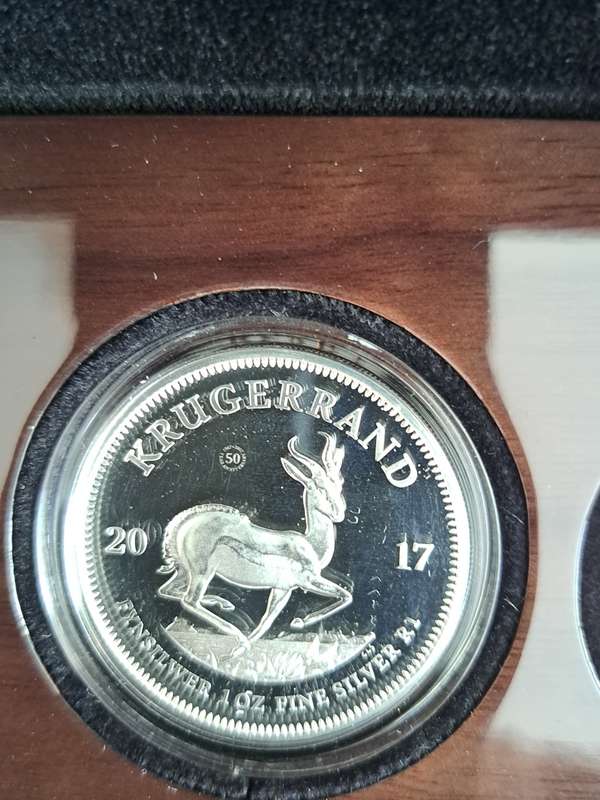 KRUGERRAND
50
20 17
FYNSILWER 1 OZ FINE SILVER R1